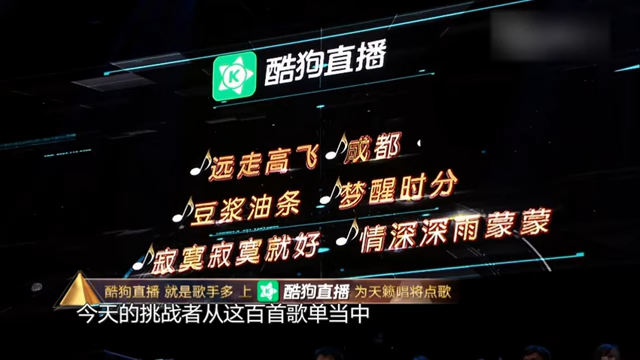 酷狗直播
远走高飞 成都
豆浆油条 梦醒时分
寂寞寂寞就好 情深深雨蒙蒙
酷狗直播 就是歌手多 上 酷狗直播 为天籁唱将点歌
今天的挑战者从这百首歌单当中